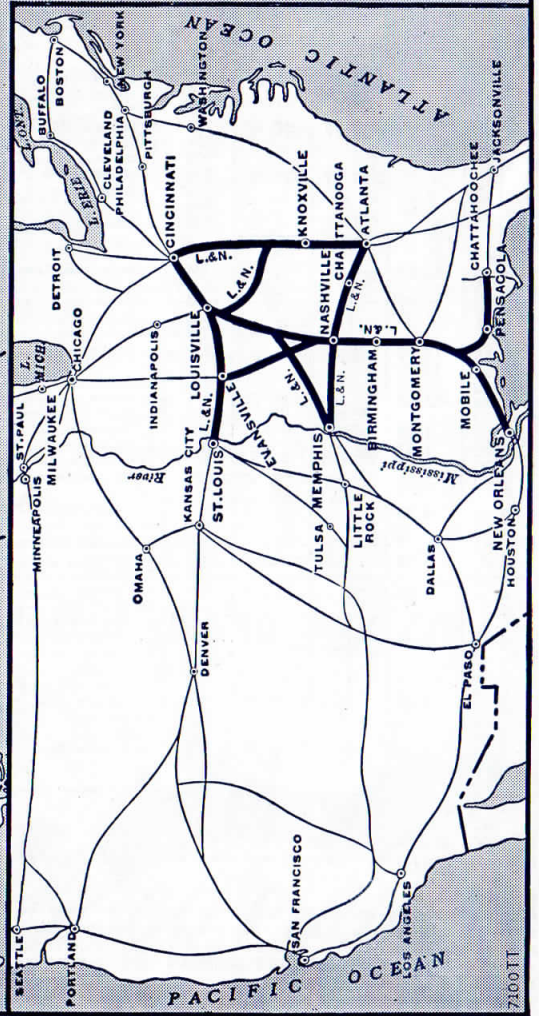 SEATTLE
PORTLAND
SAN FRANCISCO
LOS ANGELES
PACIFIC OCEAN
MINNEAPOLIS
ST. PAUL
MILWAUKEE
L. MICH.
CHICAGO
DETROIT
L. ERIE
L. ONT.
BUFFALO
BOSTON
NEW YORK
CLEVELAND
PHILADELPHIA
PITTSBURGH
WASHINGTON
ATLANTIC OCEAN
OMAHA
DENVER
KANSAS CITY
ST. LOUIS
River
INDIANAPOLIS
LOUISVILLE
CINCINNATI
EVANSVILLE
L. & N.
L. & N.
L. & N.
L. & N.
L. & N.
L. & N.
KNOXVILLE
CHATTANOOGA
NASHVILLE
ATLANTA
MEMPHIS
TULSA
LITTLE
ROCK
Mississippi
BIRMINGHAM
MONTGOMERY
CHATTAHOOCHEE
JACKSONVILLE
PENSACOLA
MOBILE
NEW ORLEANS
HOUSTON
DALLAS
EL PASO
7100TT